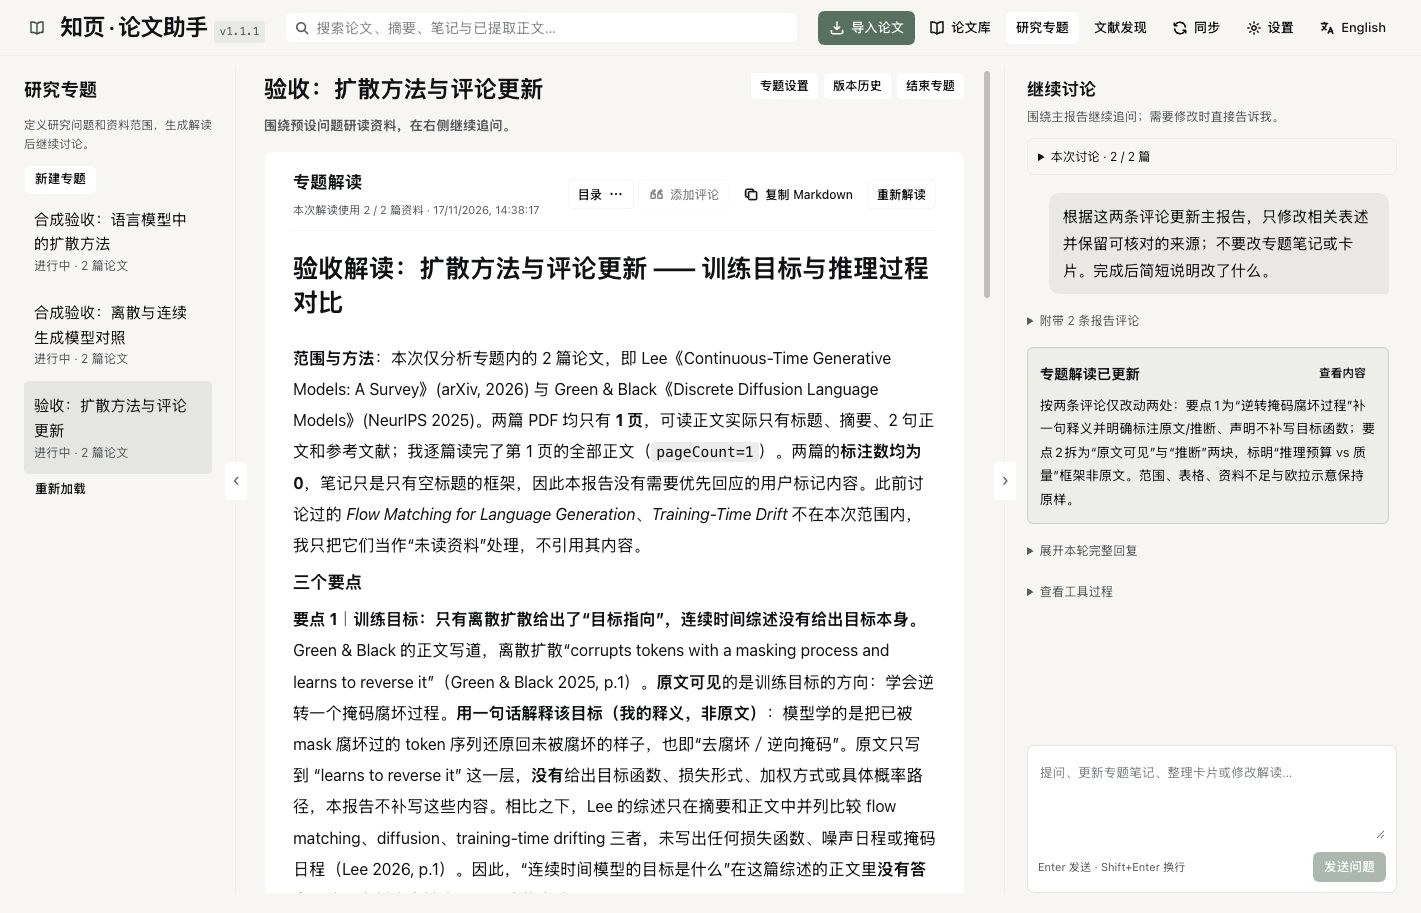 知页·论文助手 v1.1.1
搜索论文、摘要、笔记与已提取正文...
导入论文
论文库
研究专题
文献发现
同步
设置
English
研究专题
定义研究问题和资料范围，生成解读
后继续讨论。
新建专题
合成验收：语言模型中
的扩散方法
进行中 · 2 篇论文
合成验收：离散与连续
生成模型对照
进行中 · 2 篇论文
验收：扩散方法与评论
更新
进行中 · 2 篇论文
重新加载
验收：扩散方法与评论更新
专题设置
版本历史
结束专题
围绕预设问题研读资料，在右侧继续追问。
专题解读
本次解读使用 2 / 2 篇资料 · 17/11/2026, 14:38:17
目录 ···
添加评论
复制 Markdown
重新解读
验收解读：扩散方法与评论更新 —— 训练目标与推理过程
对比
范围与方法：本次仅分析专题内的 2 篇论文，即 Lee《Continuous-Time Generative
Models: A Survey》(arXiv, 2026) 与 Green & Black《Discrete Diffusion Language
Models》(NeurIPS 2025)。两篇 PDF 均只有 1 页，可读正文实际只有标题、摘要、2 句正
文和参考文献；我逐篇读完了第 1 页的全部正文（pageCount=1）。两篇的标注数均为
0，笔记只是只有空标题的框架，因此本报告没有需要优先回应的用户标记内容。此前讨
论过的 Flow Matching for Language Generation、Training-Time Drift 不在本次范围内，
我只把它们当作“未读资料”处理，不引用其内容。
三个要点
要点 1｜训练目标：只有离散扩散给出了“目标指向”，连续时间综述没有给出目标本身。
Green & Black 的正文写道，离散扩散“corrupts tokens with a masking process and
learns to reverse it”（Green & Black 2025, p.1）。原文可见的是训练目标的方向：学会逆
转一个掩码腐坏过程。用一句话解释该目标（我的释义，非原文）：模型学的是把已被
mask 腐坏过的 token 序列还原回未被腐坏的样子，也即“去腐坏 / 逆向掩码”。原文只写
到 “learns to reverse it” 这一层，没有给出目标函数、损失形式、加权方式或具体概率路
径，本报告不补写这些内容。相比之下，Lee 的综述只在摘要和正文中并列比较 flow
matching、diffusion、training-time drifting 三者，未写出任何损失函数、噪声日程或掩码
日程（Lee 2026, p.1）。因此，“连续时间模型的目标是什么”在这篇综述的正文里没有答
继续讨论
围绕主报告继续追问；需要修改时直接告诉我。
▶ 本次讨论 · 2 / 2 篇
根据这两条评论更新主报告，只修改相关表述
并保留可核对的来源；不要改专题笔记或卡
片。完成后简短说明改了什么。
▶ 附带 2 条报告评论
专题解读已更新
查看内容
按两条评论仅改动两处：要点 1 为“逆转掩码腐坏过程”补
一句释义并明确标注原文/推断、声明不补写目标函数；要
点 2 拆为“原文可见”与“推断”两块，标明“推理预算 vs 质
量”框架非原文。范围、表格、资料不足与欧拉示意保持
原样。
▶ 展开本轮完整回复
▶ 查看工具过程
提问、更新专题笔记、整理卡片或修改解读...
Enter 发送 · Shift+Enter 换行
发送问题